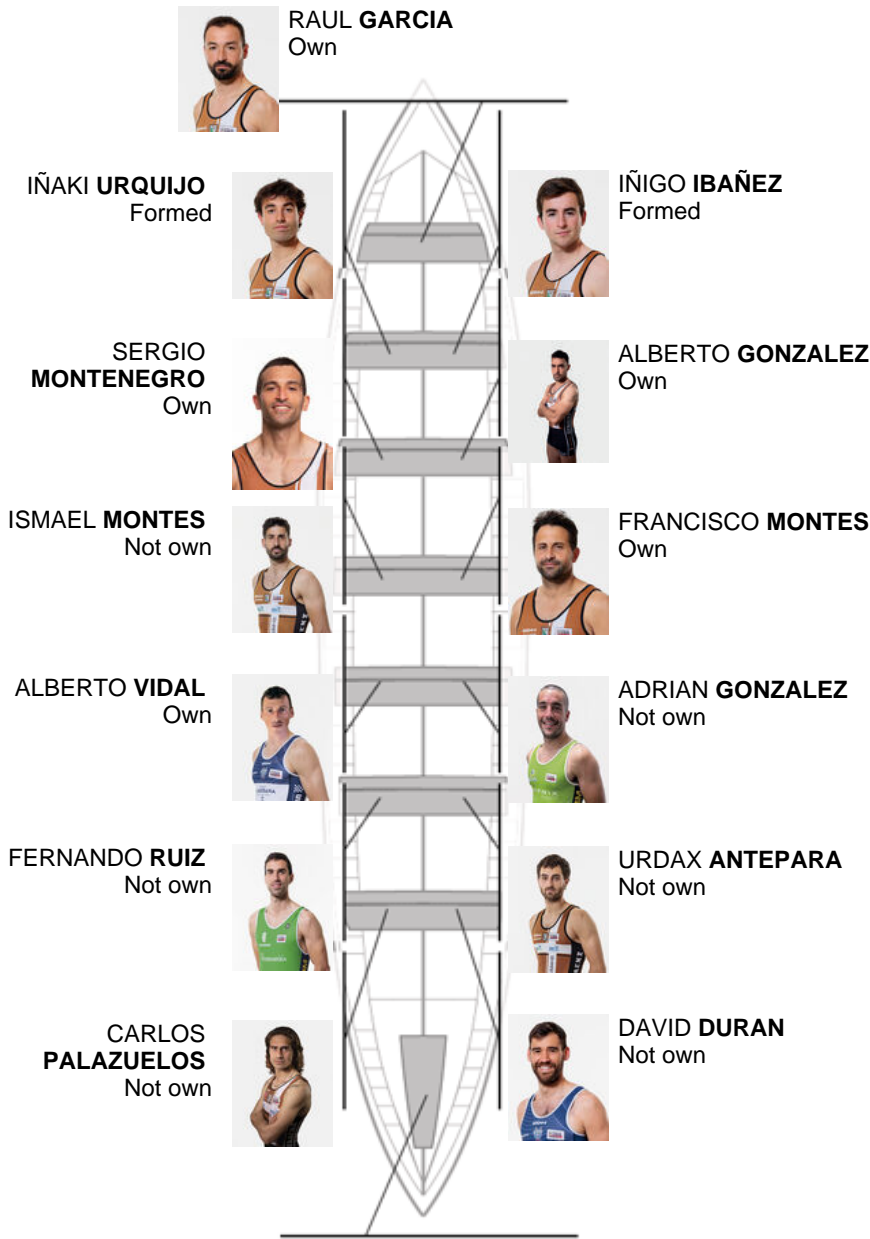 RAUL GARCIA
Own
IÑAKI URQUIJO
Formed
IÑIGO IBAÑEZ
Formed
SERGIO
MONTENEGRO
Own
ALBERTO GONZALEZ
Own
ISMAEL MONTES
Not own
FRANCISCO MONTES
Own
ALBERTO VIDAL
Own
ADRIAN GONZALEZ
Not own
FERNANDO RUIZ
Not own
URDAX ANTEPARA
Not own
CARLOS
PALAZUELOS
Not own
DAVID DURAN
Not own